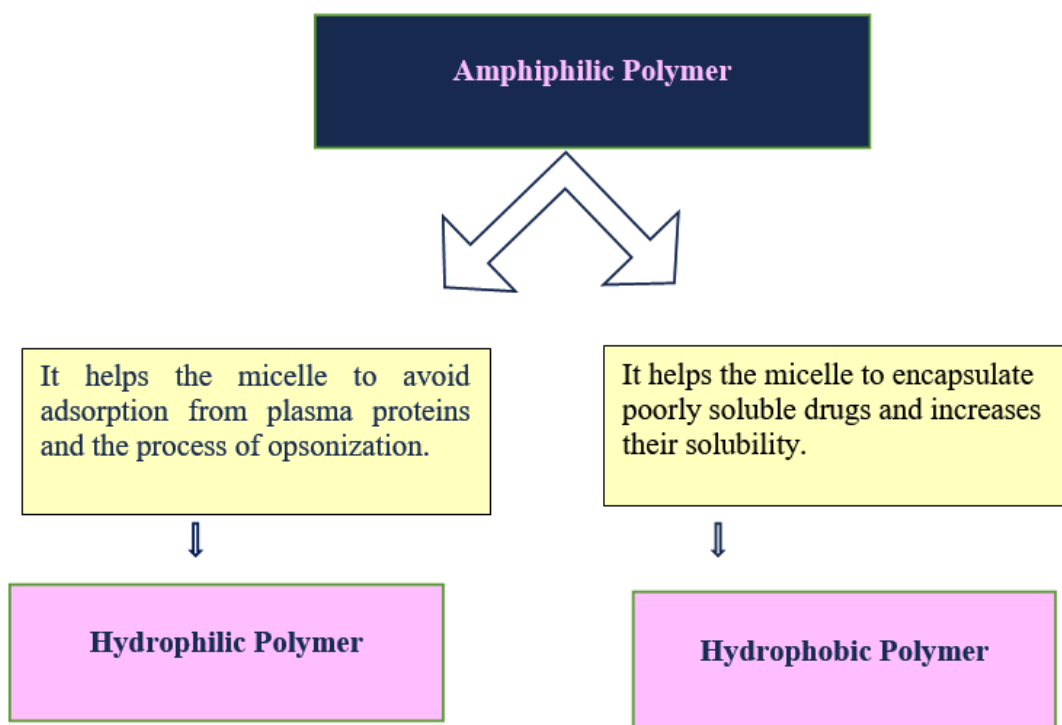 Amphiphilic Polymer
It helps the micelle to avoid
adsorption from plasma proteins
and the process of opsonization.
It helps the micelle to encapsulate
poorly soluble drugs and increases
their solubility.
Hydrophilic Polymer
Hydrophobic Polymer